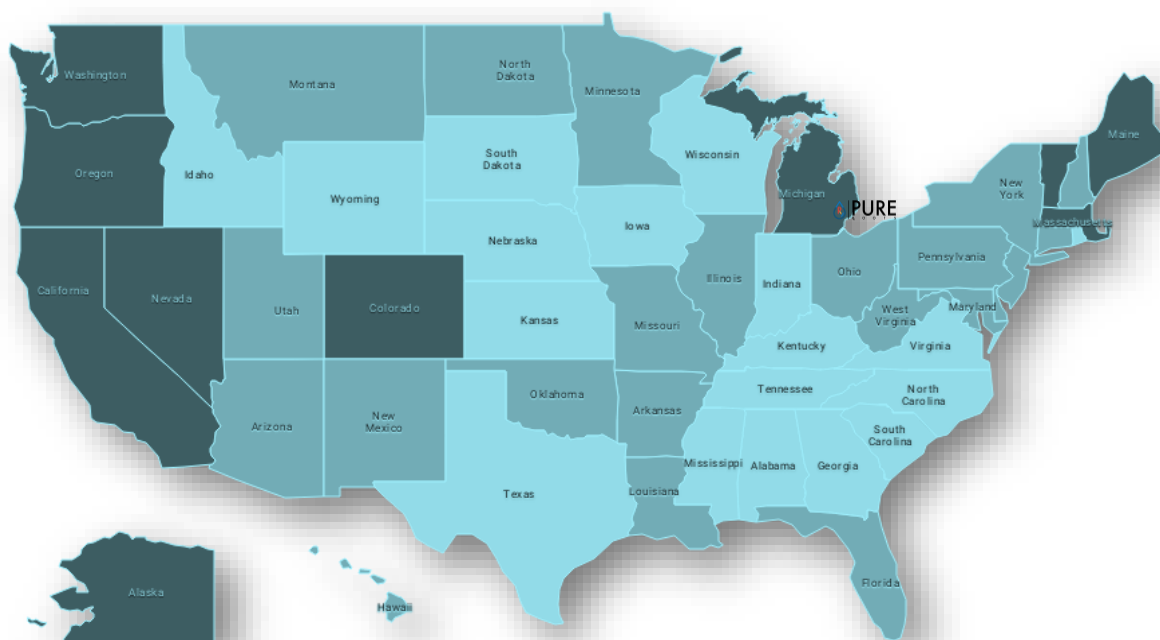 Washington
Montana
North
Dakota
Minnesota
Maine
Oregon
Idaho
South
Dakota
Wisconsin
Michigan
New
York
Wyoming
PURE
Massachusetts
Iowa
Nebraska
Pennsylvania
California
Nevada
Utah
Colorado
Illinois
Indiana
Ohio
Kansas
Missouri
West
Virginia
Maryland
Kentucky
Virginia
Tennessee
Oklahoma
Arkansas
North
Carolina
Arizona
New
Mexico
South
Carolina
Mississippi
Alabama
Georgia
Texas
Louisiana
Florida
Alaska
Hawaii